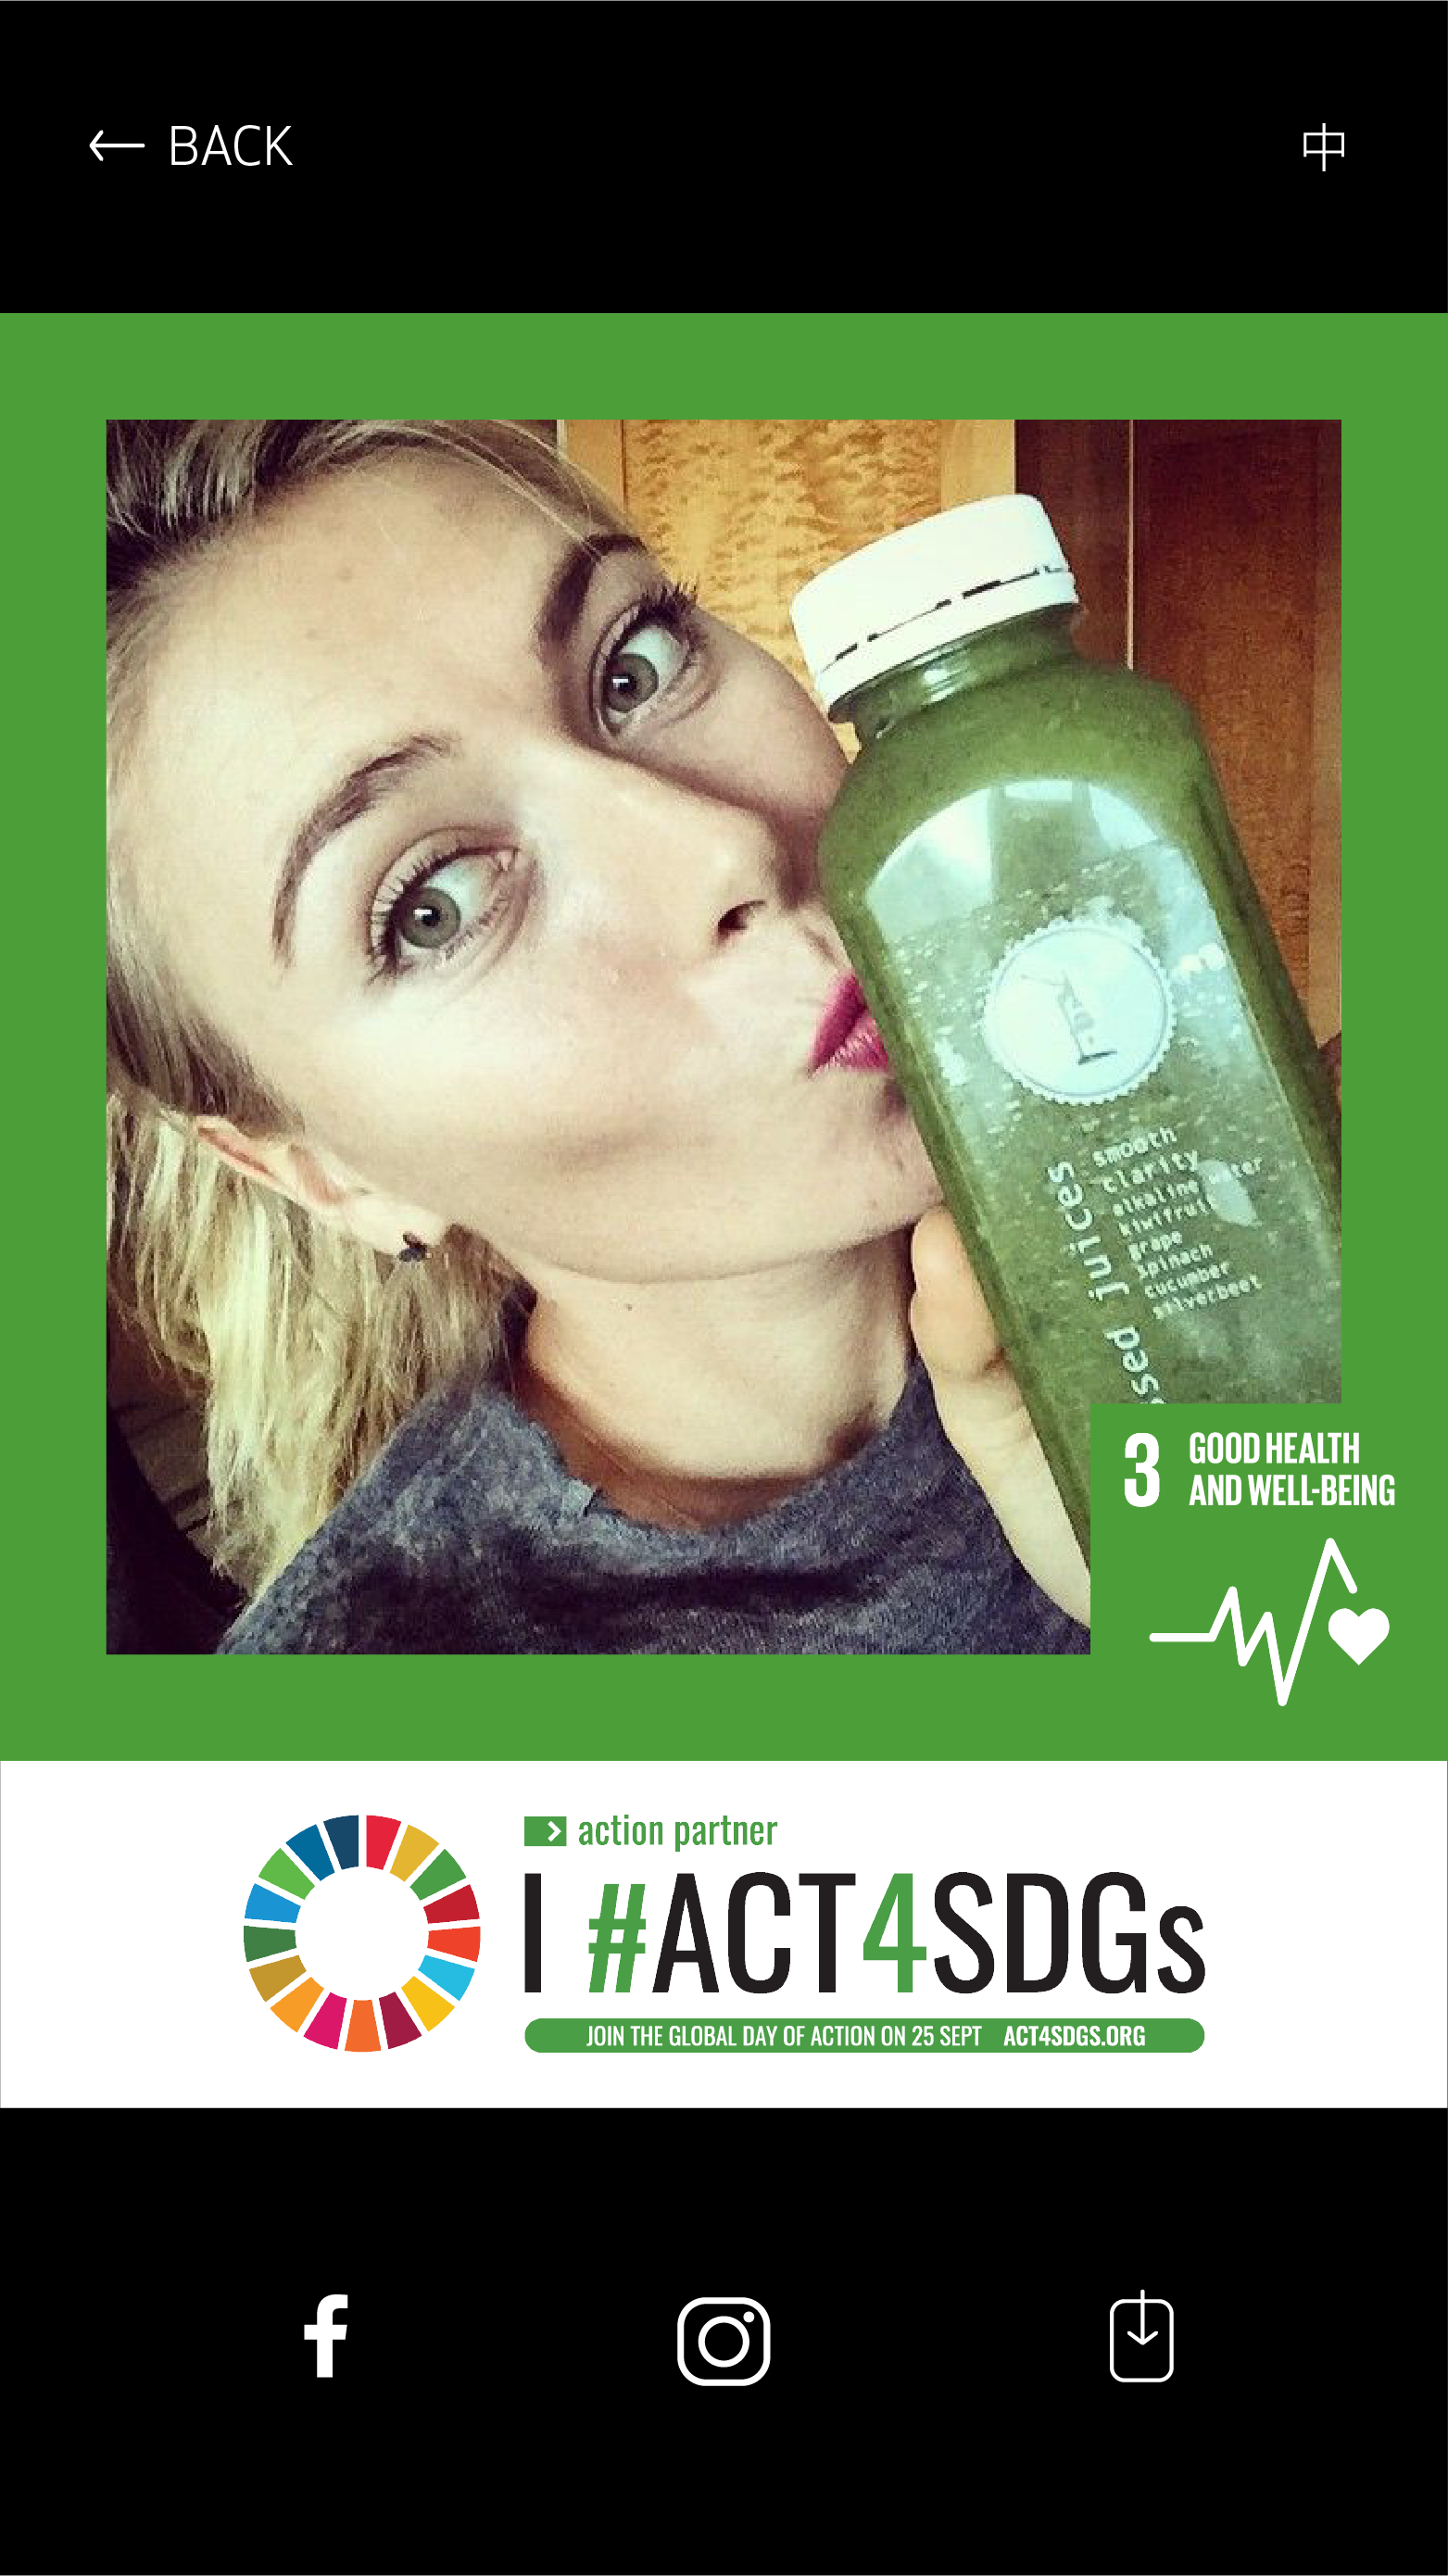 BACK
中
smooth
clarity
alkaline water
kiwifruit
grape
spinach
cucumber
silverbeet
juices
3 GOOD HEALTH
AND WELL-BEING
action partner
I #ACT4SDGs
JOIN THE GLOBAL DAY OF ACTION ON 25 SEPT ACT4SDGS.ORG